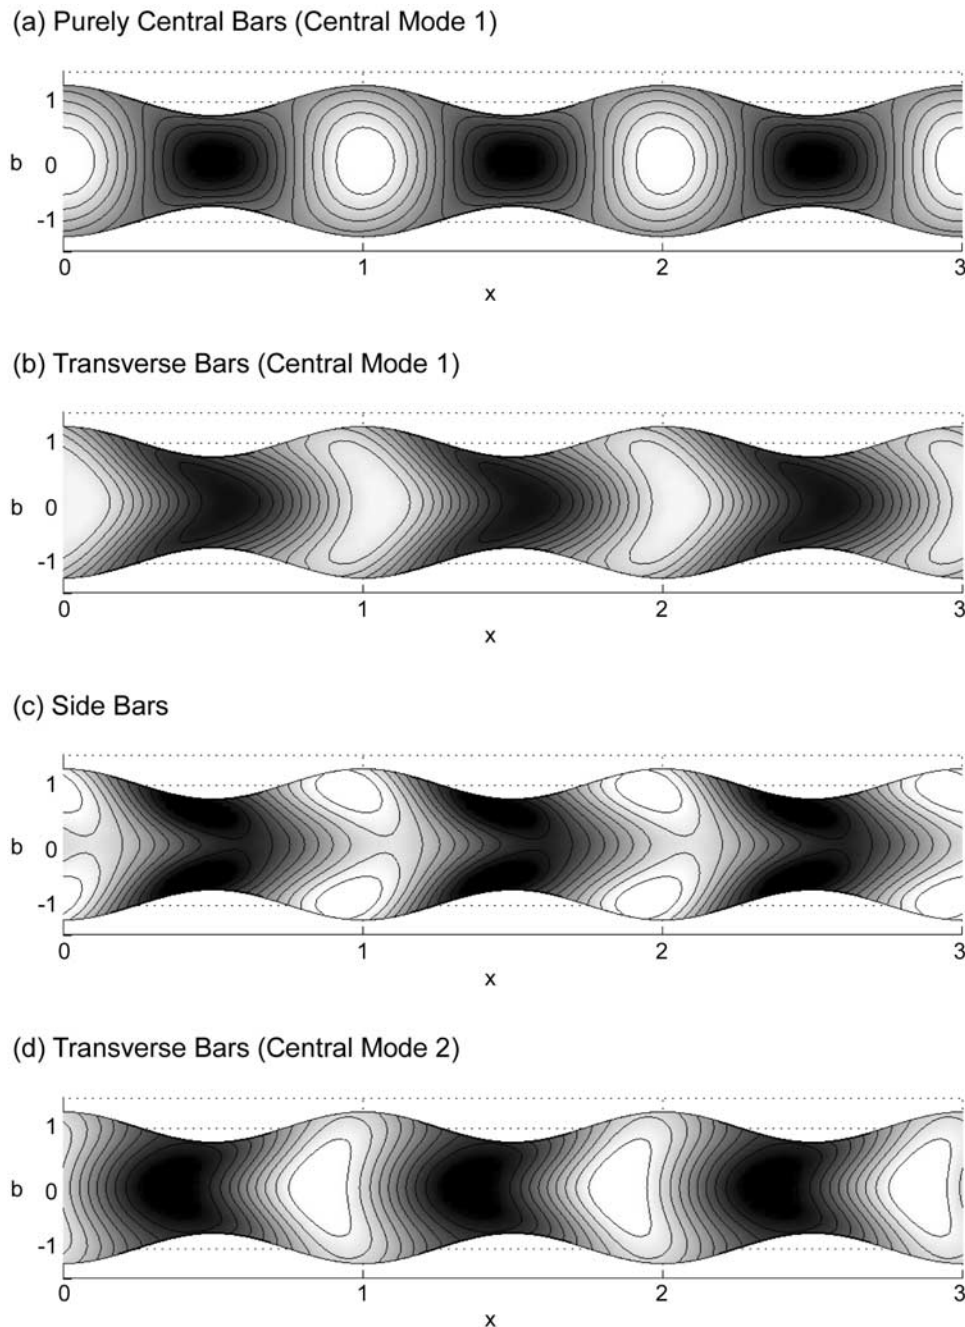 (a) Purely Central Bars (Central Mode 1)
1
b 0
-1
0 1 2 3
x
(b) Transverse Bars (Central Mode 1)
1
b 0
-1
0 1 2 3
x
(c) Side Bars
1
b 0
-1
0 1 2 3
x
(d) Transverse Bars (Central Mode 2)
1
b 0
-1
0 1 2 3
x